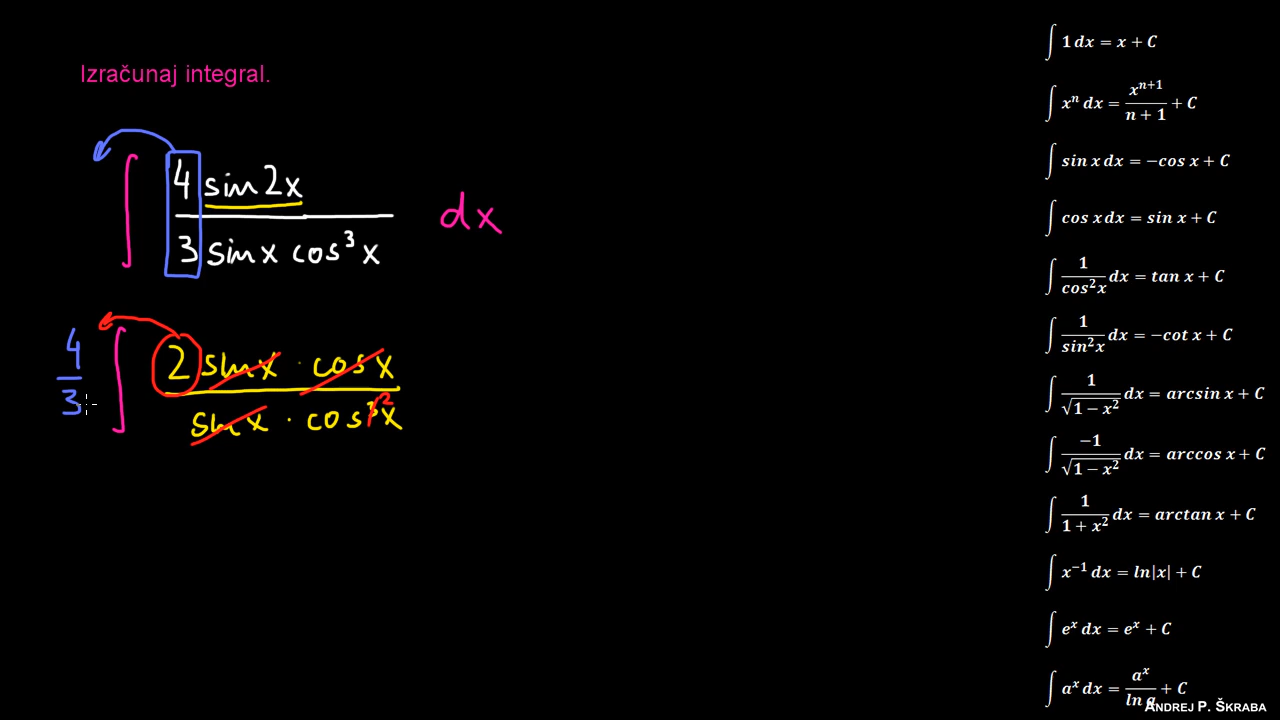 Izračunaj integral.
∫ 4 sin2x / 3 sinx cos³x dx
4/3 ∫ 2 sinx · cosx / sinx · cos³x 2
∫ 1 dx = x + C
∫ xⁿ dx = xⁿ⁺¹ / n + 1 + C
∫ sin x dx = −cos x + C
∫ cos x dx = sin x + C
∫ 1 / cos²x dx = tan x + C
∫ 1 / sin²x dx = −cot x + C
∫ 1 / √1 − x² dx = arcsin x + C
∫ −1 / √1 − x² dx = arccos x + C
∫ 1 / 1 + x² dx = arctan x + C
∫ x⁻¹ dx = ln|x| + C
∫ eˣ dx = eˣ + C
∫ aˣ dx = aˣ / ln a + C
ANDREJ P. ŠKRABA